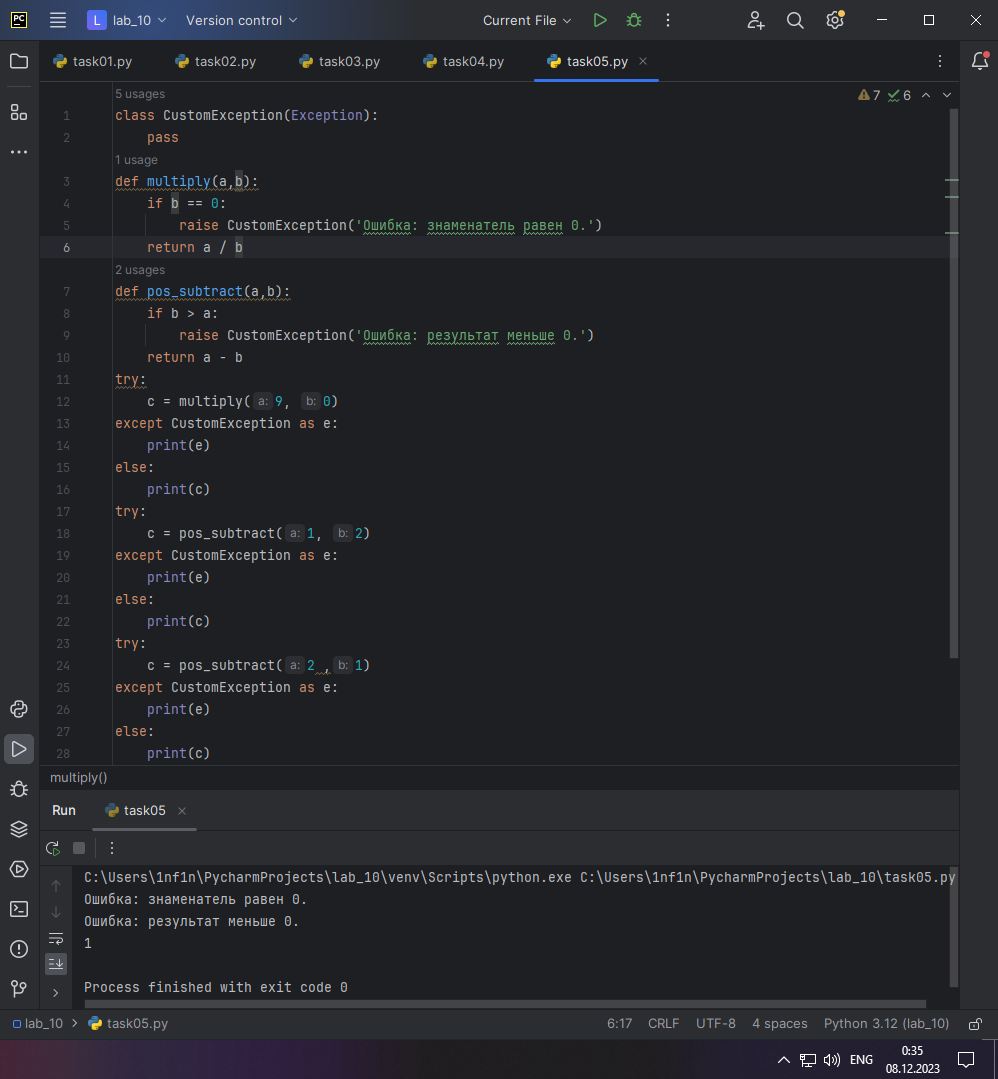 PC L lab_10 Version control Current File
task01.py task02.py task03.py task04.py task05.py
5 usages 7 6
1 class CustomException(Exception):
2 pass
1 usage
3 def multiply(a,b):
4 if b == 0:
5 raise CustomException('Ошибка: знаменатель равен 0.')
6 return a / b
2 usages
7 def pos_subtract(a,b):
8 if b > a:
9 raise CustomException('Ошибка: результат меньше 0.')
10 return a - b
11 try:
12 c = multiply( a: 9, b: 0)
13 except CustomException as e:
14 print(e)
15 else:
16 print(c)
17 try:
18 c = pos_subtract( a: 1, b: 2)
19 except CustomException as e:
20 print(e)
21 else:
22 print(c)
23 try:
24 c = pos_subtract( a: 2 , b: 1)
25 except CustomException as e:
26 print(e)
27 else:
28 print(c)
multiply()
Run task05
C:\Users\1nf1n\PycharmProjects\lab_10\venv\Scripts\python.exe C:\Users\1nf1n\PycharmProjects\lab_10\task05.py
Ошибка: знаменатель равен 0.
Ошибка: результат меньше 0.
1
Process finished with exit code 0
lab_10 task05.py 6:17 CRLF UTF-8 4 spaces Python 3.12 (lab_10)
ENG 0:35
08.12.2023